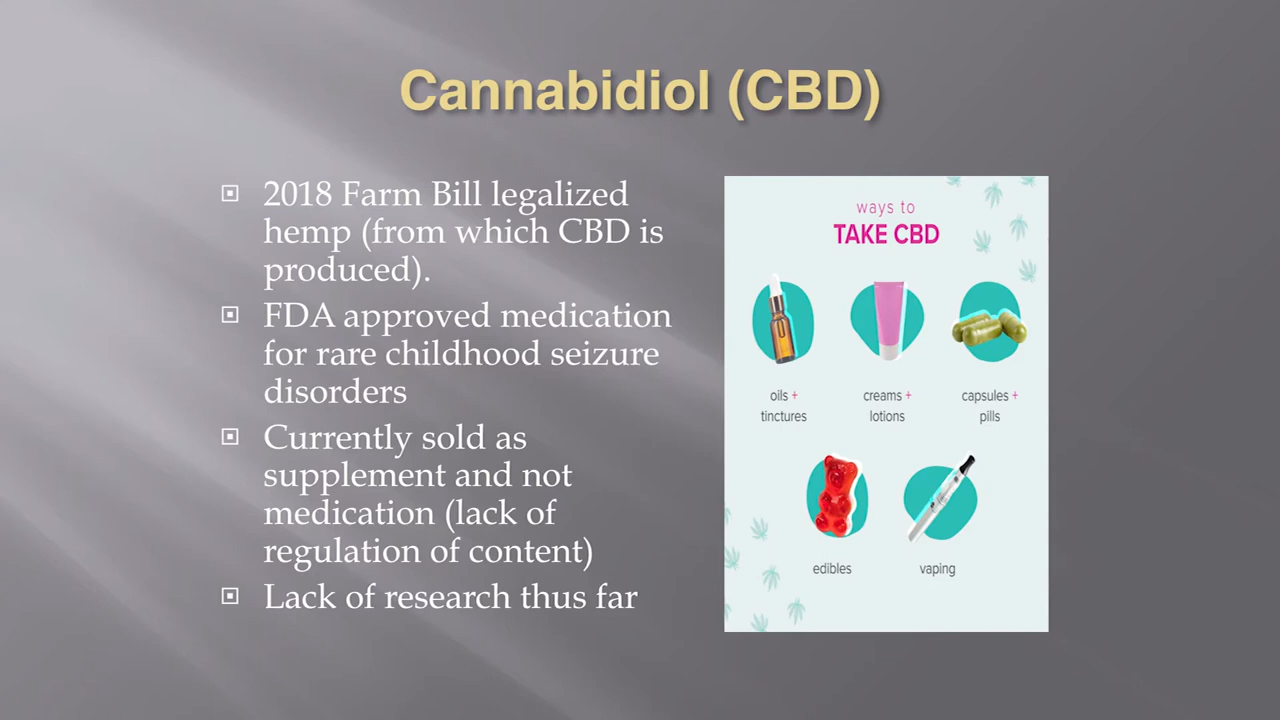 Cannabidiol (CBD)
2018 Farm Bill legalized
hemp (from which CBD is
produced).
FDA approved medication
for rare childhood seizure
disorders
Currently sold as
supplement and not
medication (lack of
regulation of content)
Lack of research thus far
ways to
TAKE CBD
oils +
tinctures
creams +
lotions
capsules +
pills
edibles
vaping